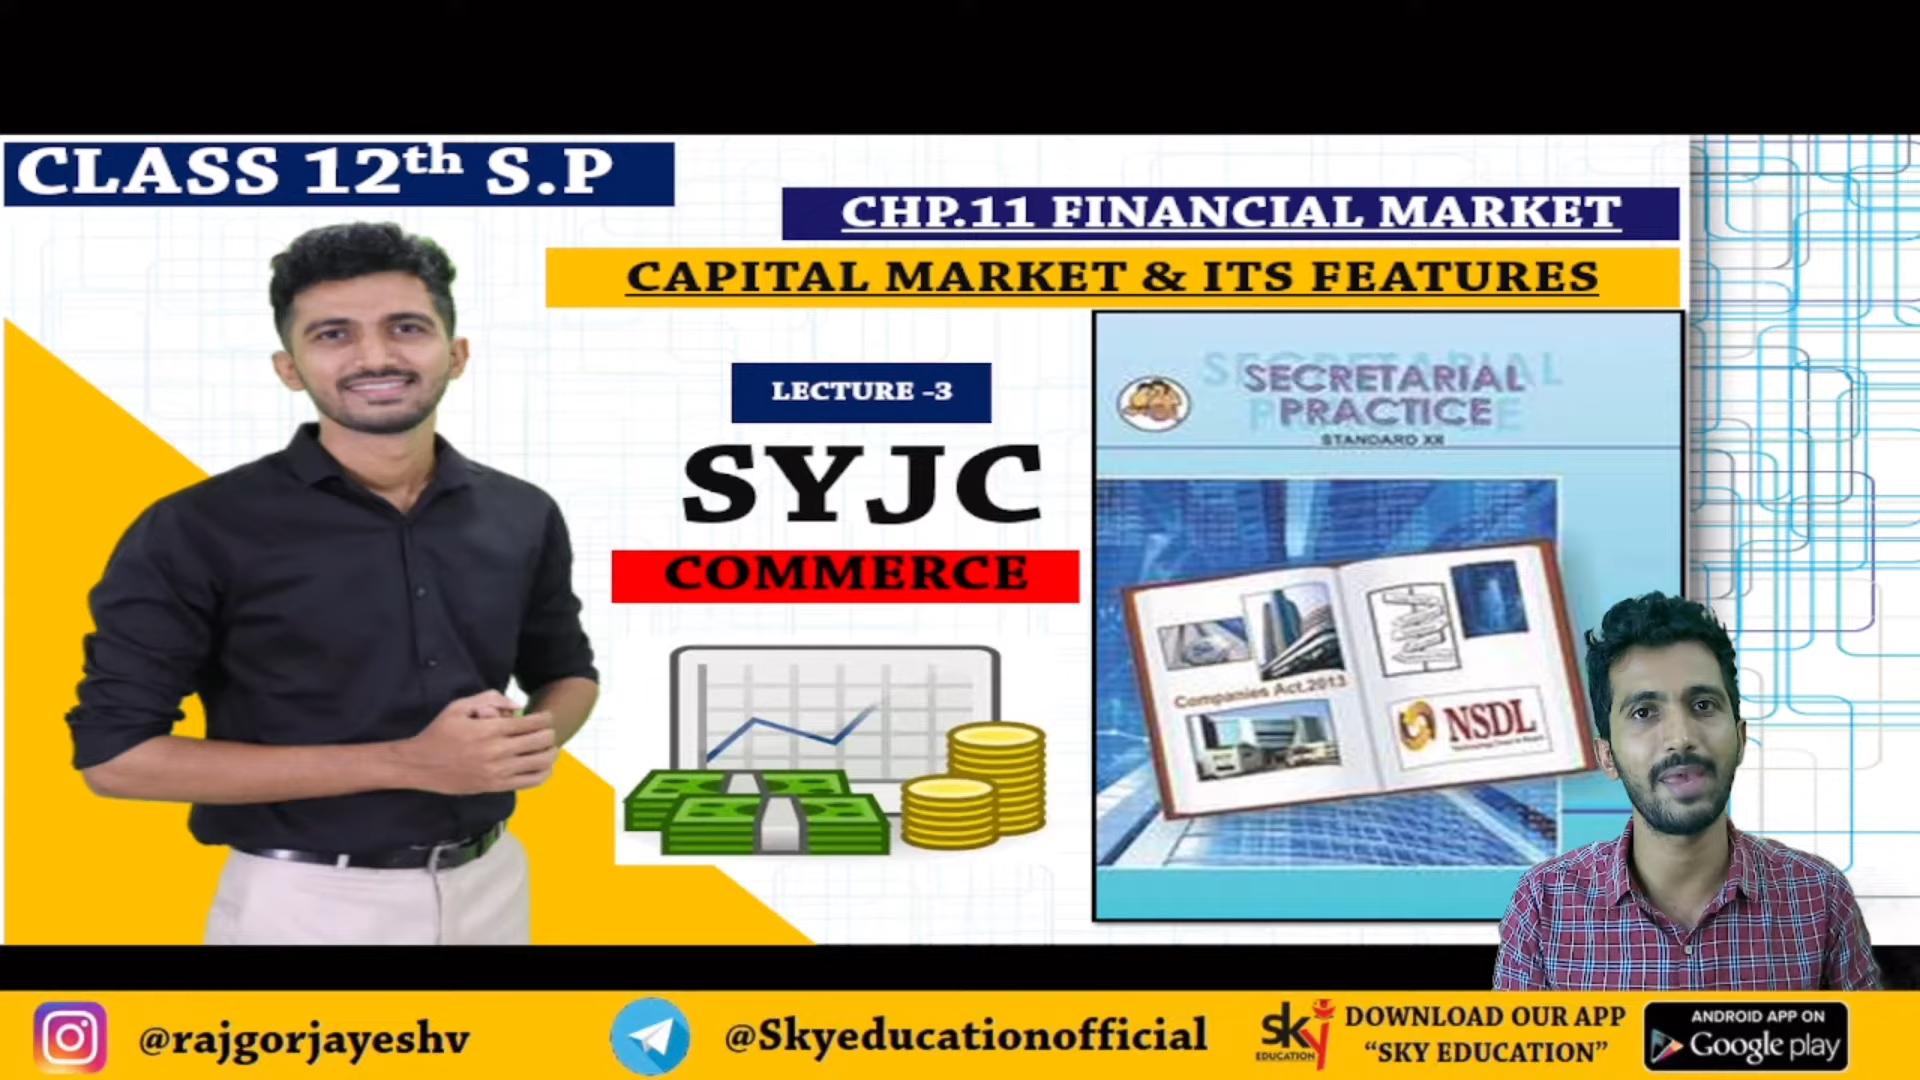 CLASS 12th S.P
CHP.11 FINANCIAL MARKET
CAPITAL MARKET & ITS FEATURES
LECTURE -3
SYJC
COMMERCE
SECRETARIAL
PRACTICE
STANDARD XII
Companies Act,2013
NSDL
@rajgorjayeshv
@Skyeducationofficial
sky
EDUCATION
DOWNLOAD OUR APP
“SKY EDUCATION”
ANDROID APP ON
Google play